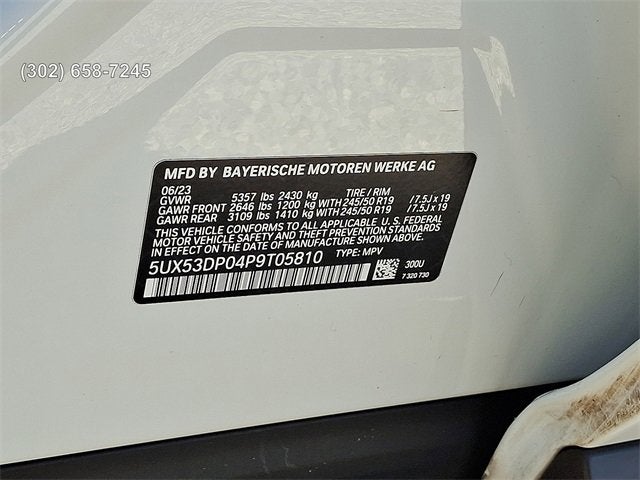 (302) 658-7245
MFD BY BAYERISCHE MOTOREN WERKE AG
06/23
GVWR 5357 lbs 2430 kg TIRE / RIM
GAWR FRONT 2646 lbs 1200 kg WITH 245/50 R19 / 7.5J x 19
GAWR REAR 3109 lbs 1410 kg WITH 245/50 R19 / 7.5J x 19
THIS VEHICLE CONFORMS TO ALL APPLICABLE U. S. FEDERAL
MOTOR VEHICLE SAFETY AND THEFT PREVENTION STANDARDS
IN EFFECT ON THE DATE OF MANUFACTURE SHOWN ABOVE.
5UX53DP04P9T05810 TYPE: MPV
300U
7 320 730